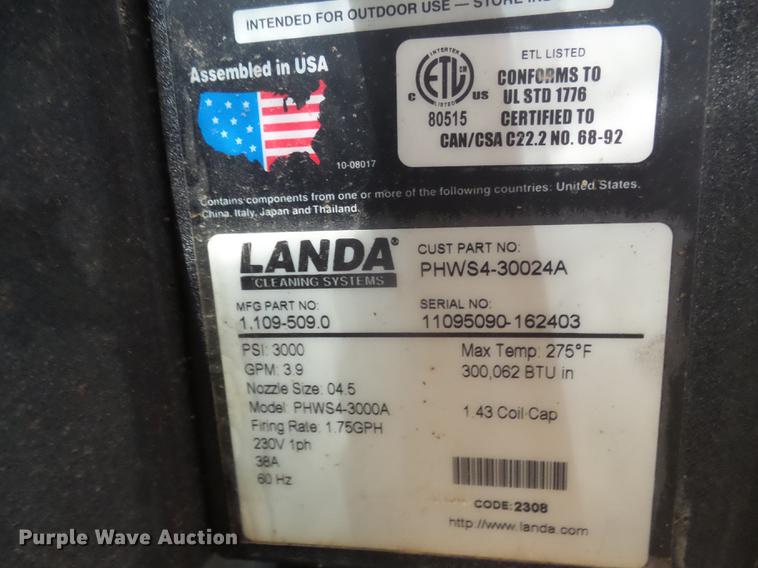 INTENDED FOR OUTDOOR USE – STORE
Assembled in USA
10-08017
INTERTEK
ETL
CM
LISTED
C US
80515
ETL LISTED
CONFORMS TO
UL STD 1776
CERTIFIED TO
CAN/CSA C22.2 NO. 68-92
Contains components from one or more of the following countries: United States.
China, Italy, Japan and Thailand.
LANDA®
CLEANING SYSTEMS
CUST PART NO:
PHWS4-30024A
MFG PART NO:
1.109-509.0
SERIAL NO:
11095090-162403
PSI: 3000
GPM: 3.9
Nozzle Size: 04.5
Model: PHWS4-3000A
Firing Rate: 1.75GPH
230V 1ph
38A
60 Hz
Max Temp: 275°F
300,062 BTU in
1.43 Coil Cap
CODE: 2308
http://www.landa.com
Purple Wave Auction